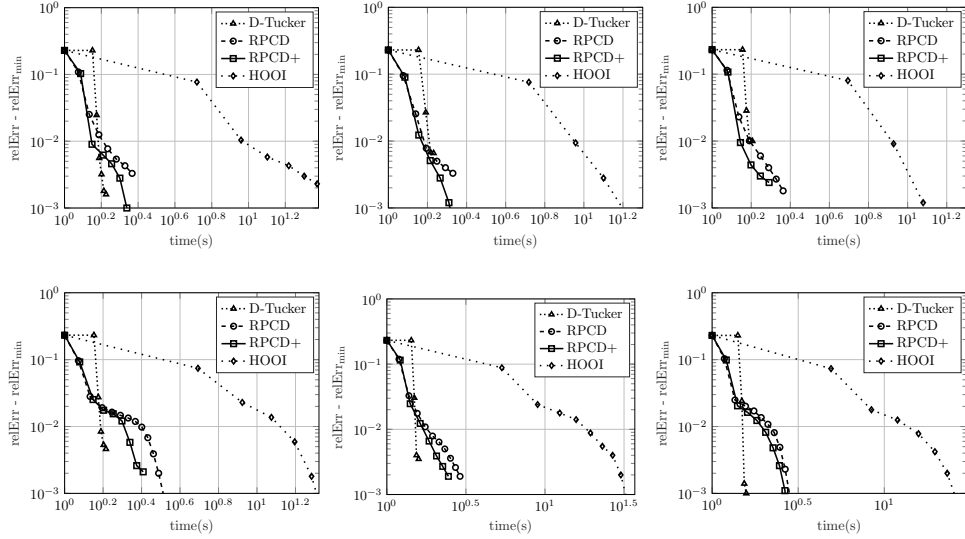 relErr - relErr_min
10^0
10^−1
10^−2
10^−3
D-Tucker
RPCD
RPCD+
HOOI
10^0 10^0.2 10^0.4 10^0.6 10^0.8 10^1 10^1.2
time(s)
relErr - relErr_min
10^0
10^−1
10^−2
10^−3
D-Tucker
RPCD
RPCD+
HOOI
10^0 10^0.2 10^0.4 10^0.6 10^0.8 10^1 10^1.2
time(s)
relErr - relErr_min
10^0
10^−1
10^−2
10^−3
D-Tucker
RPCD
RPCD+
HOOI
10^0 10^0.2 10^0.4 10^0.6 10^0.8 10^1 10^1.2
time(s)
relErr - relErr_min
10^0
10^−1
10^−2
10^−3
D-Tucker
RPCD
RPCD+
HOOI
10^0 10^0.2 10^0.4 10^0.6 10^0.8 10^1 10^1.2
time(s)
relErr - relErr_min
10^0
10^−1
10^−2
10^−3
D-Tucker
RPCD
RPCD+
HOOI
10^0 10^0.5 10^1 10^1.5
time(s)
relErr - relErr_min
10^0
10^−1
10^−2
10^−3
D-Tucker
RPCD
RPCD+
HOOI
10^0 10^0.5 10^1
time(s)